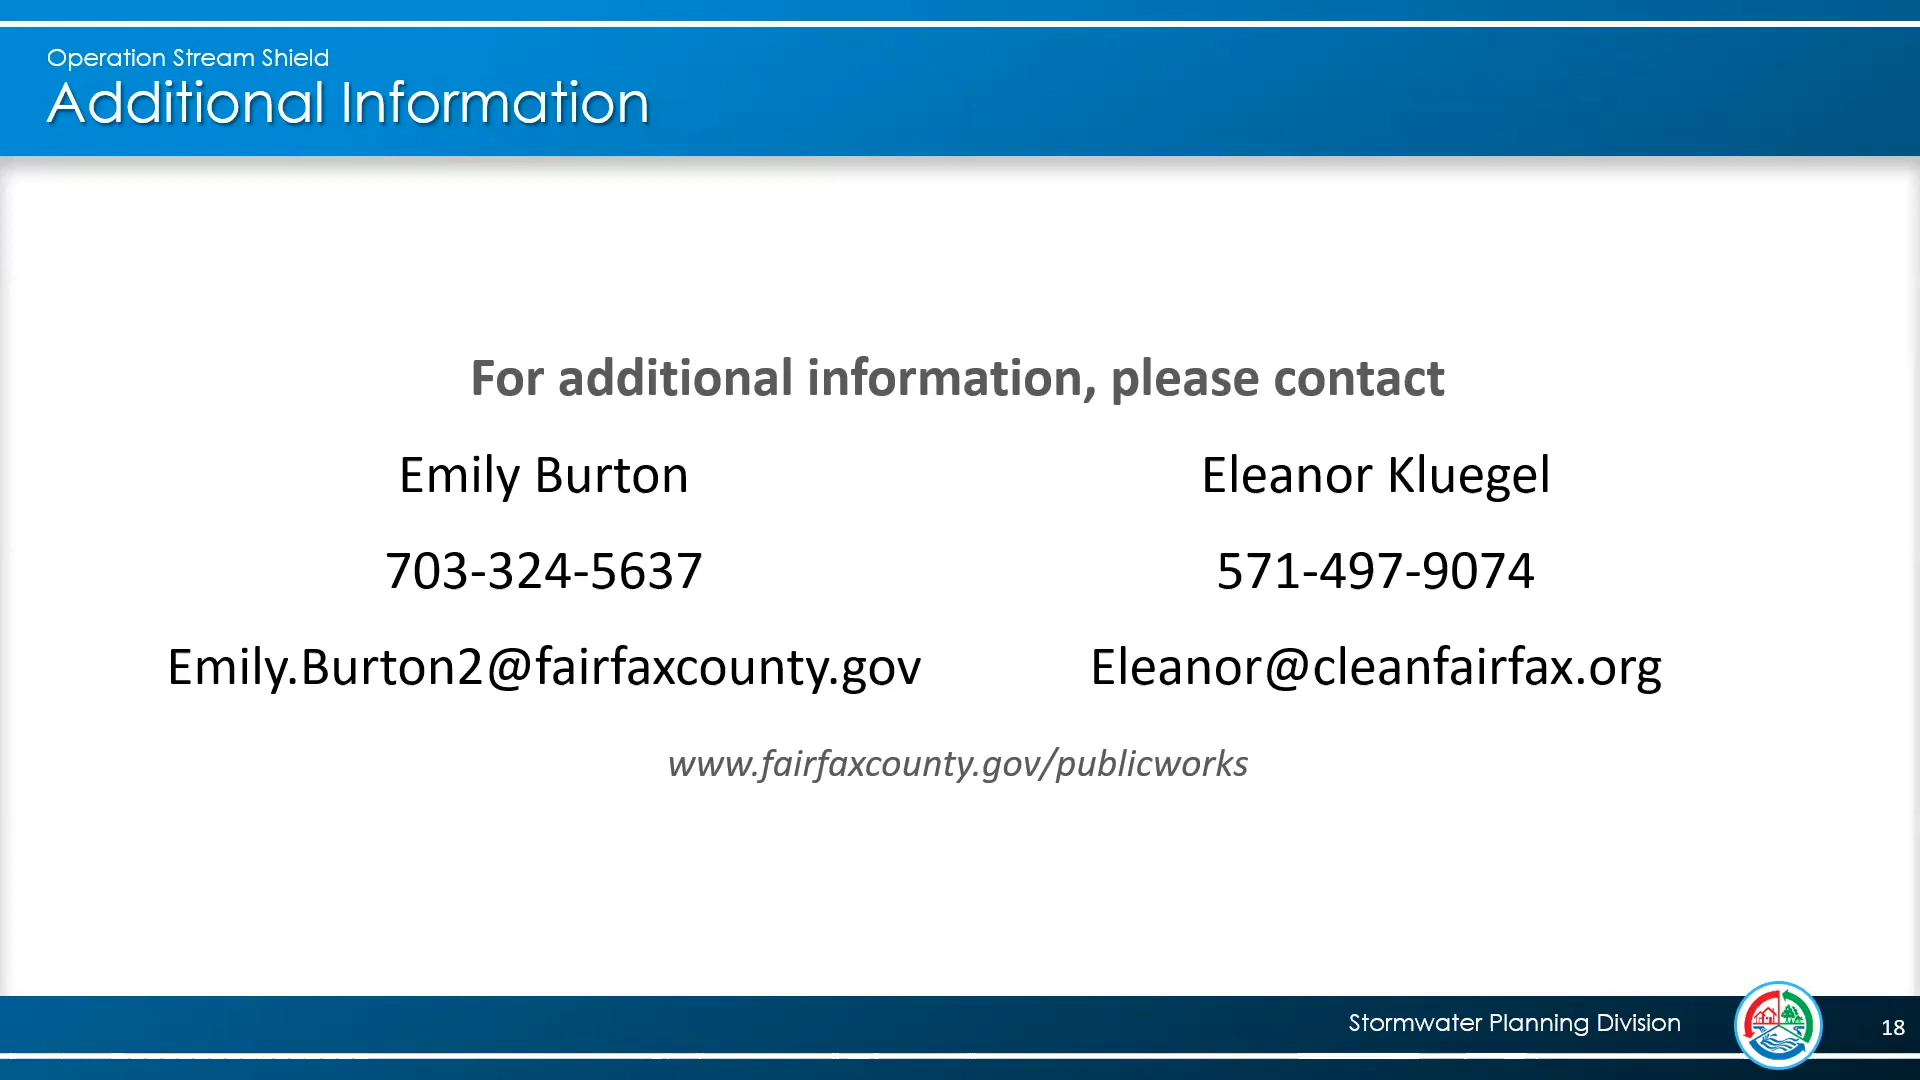 Operation Stream Shield
Additional Information
For additional information, please contact
Emily Burton
703-324-5637
Emily.Burton2@fairfaxcounty.gov
Eleanor Kluegel
571-497-9074
Eleanor@cleanfairfax.org
www.fairfaxcounty.gov/publicworks
Stormwater Planning Division
18